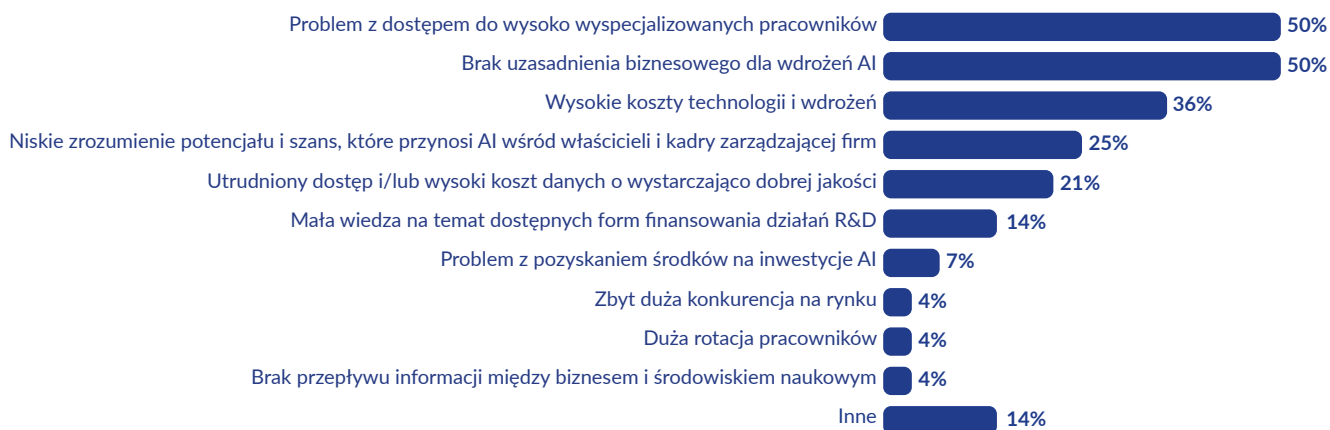 Problem z dostępem do wysoko wyspecjalizowanych pracowników 50%
Brak uzasadnienia biznesowego dla wdrożeń AI 50%
Wysokie koszty technologii i wdrożeń 36%
Niskie zrozumienie potencjału i szans, które przynosi AI wśród właścicieli i kadry zarządzającej firm 25%
Utrudniony dostęp i/lub wysoki koszt danych o wystarczająco dobrej jakości 21%
Mała wiedza na temat dostępnych form finansowania działań R&D 14%
Problem z pozyskaniem środków na inwestycje AI 7%
Zbyt duża konkurencja na rynku 4%
Duża rotacja pracowników 4%
Brak przepływu informacji między biznesem i środowiskiem naukowym 4%
Inne 14%